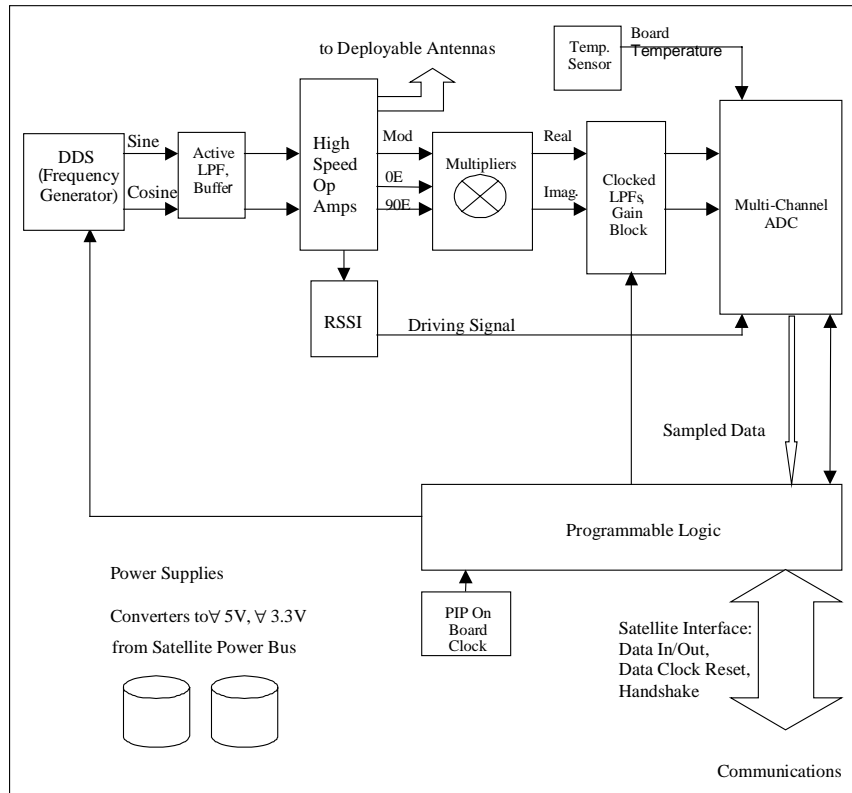 to Deployable Antennas
Temp.
Sensor
Board
Temperature
DDS
(Frequency
Generator)
Sine
Cosine
Active
LPF,
Buffer
High
Speed
Op
Amps
Mod
0E
90E
Multipliers
Real
Imag.
Clocked
LPFs,
Gain
Block
Multi-Channel
ADC
RSSI
Driving Signal
Sampled Data
Programmable Logic
Power Supplies
Converters to ∀ 5V, ∀ 3.3V
from Satellite Power Bus
PIP On
Board
Clock
Satellite Interface:
Data In/Out,
Data Clock Reset,
Handshake
Communications